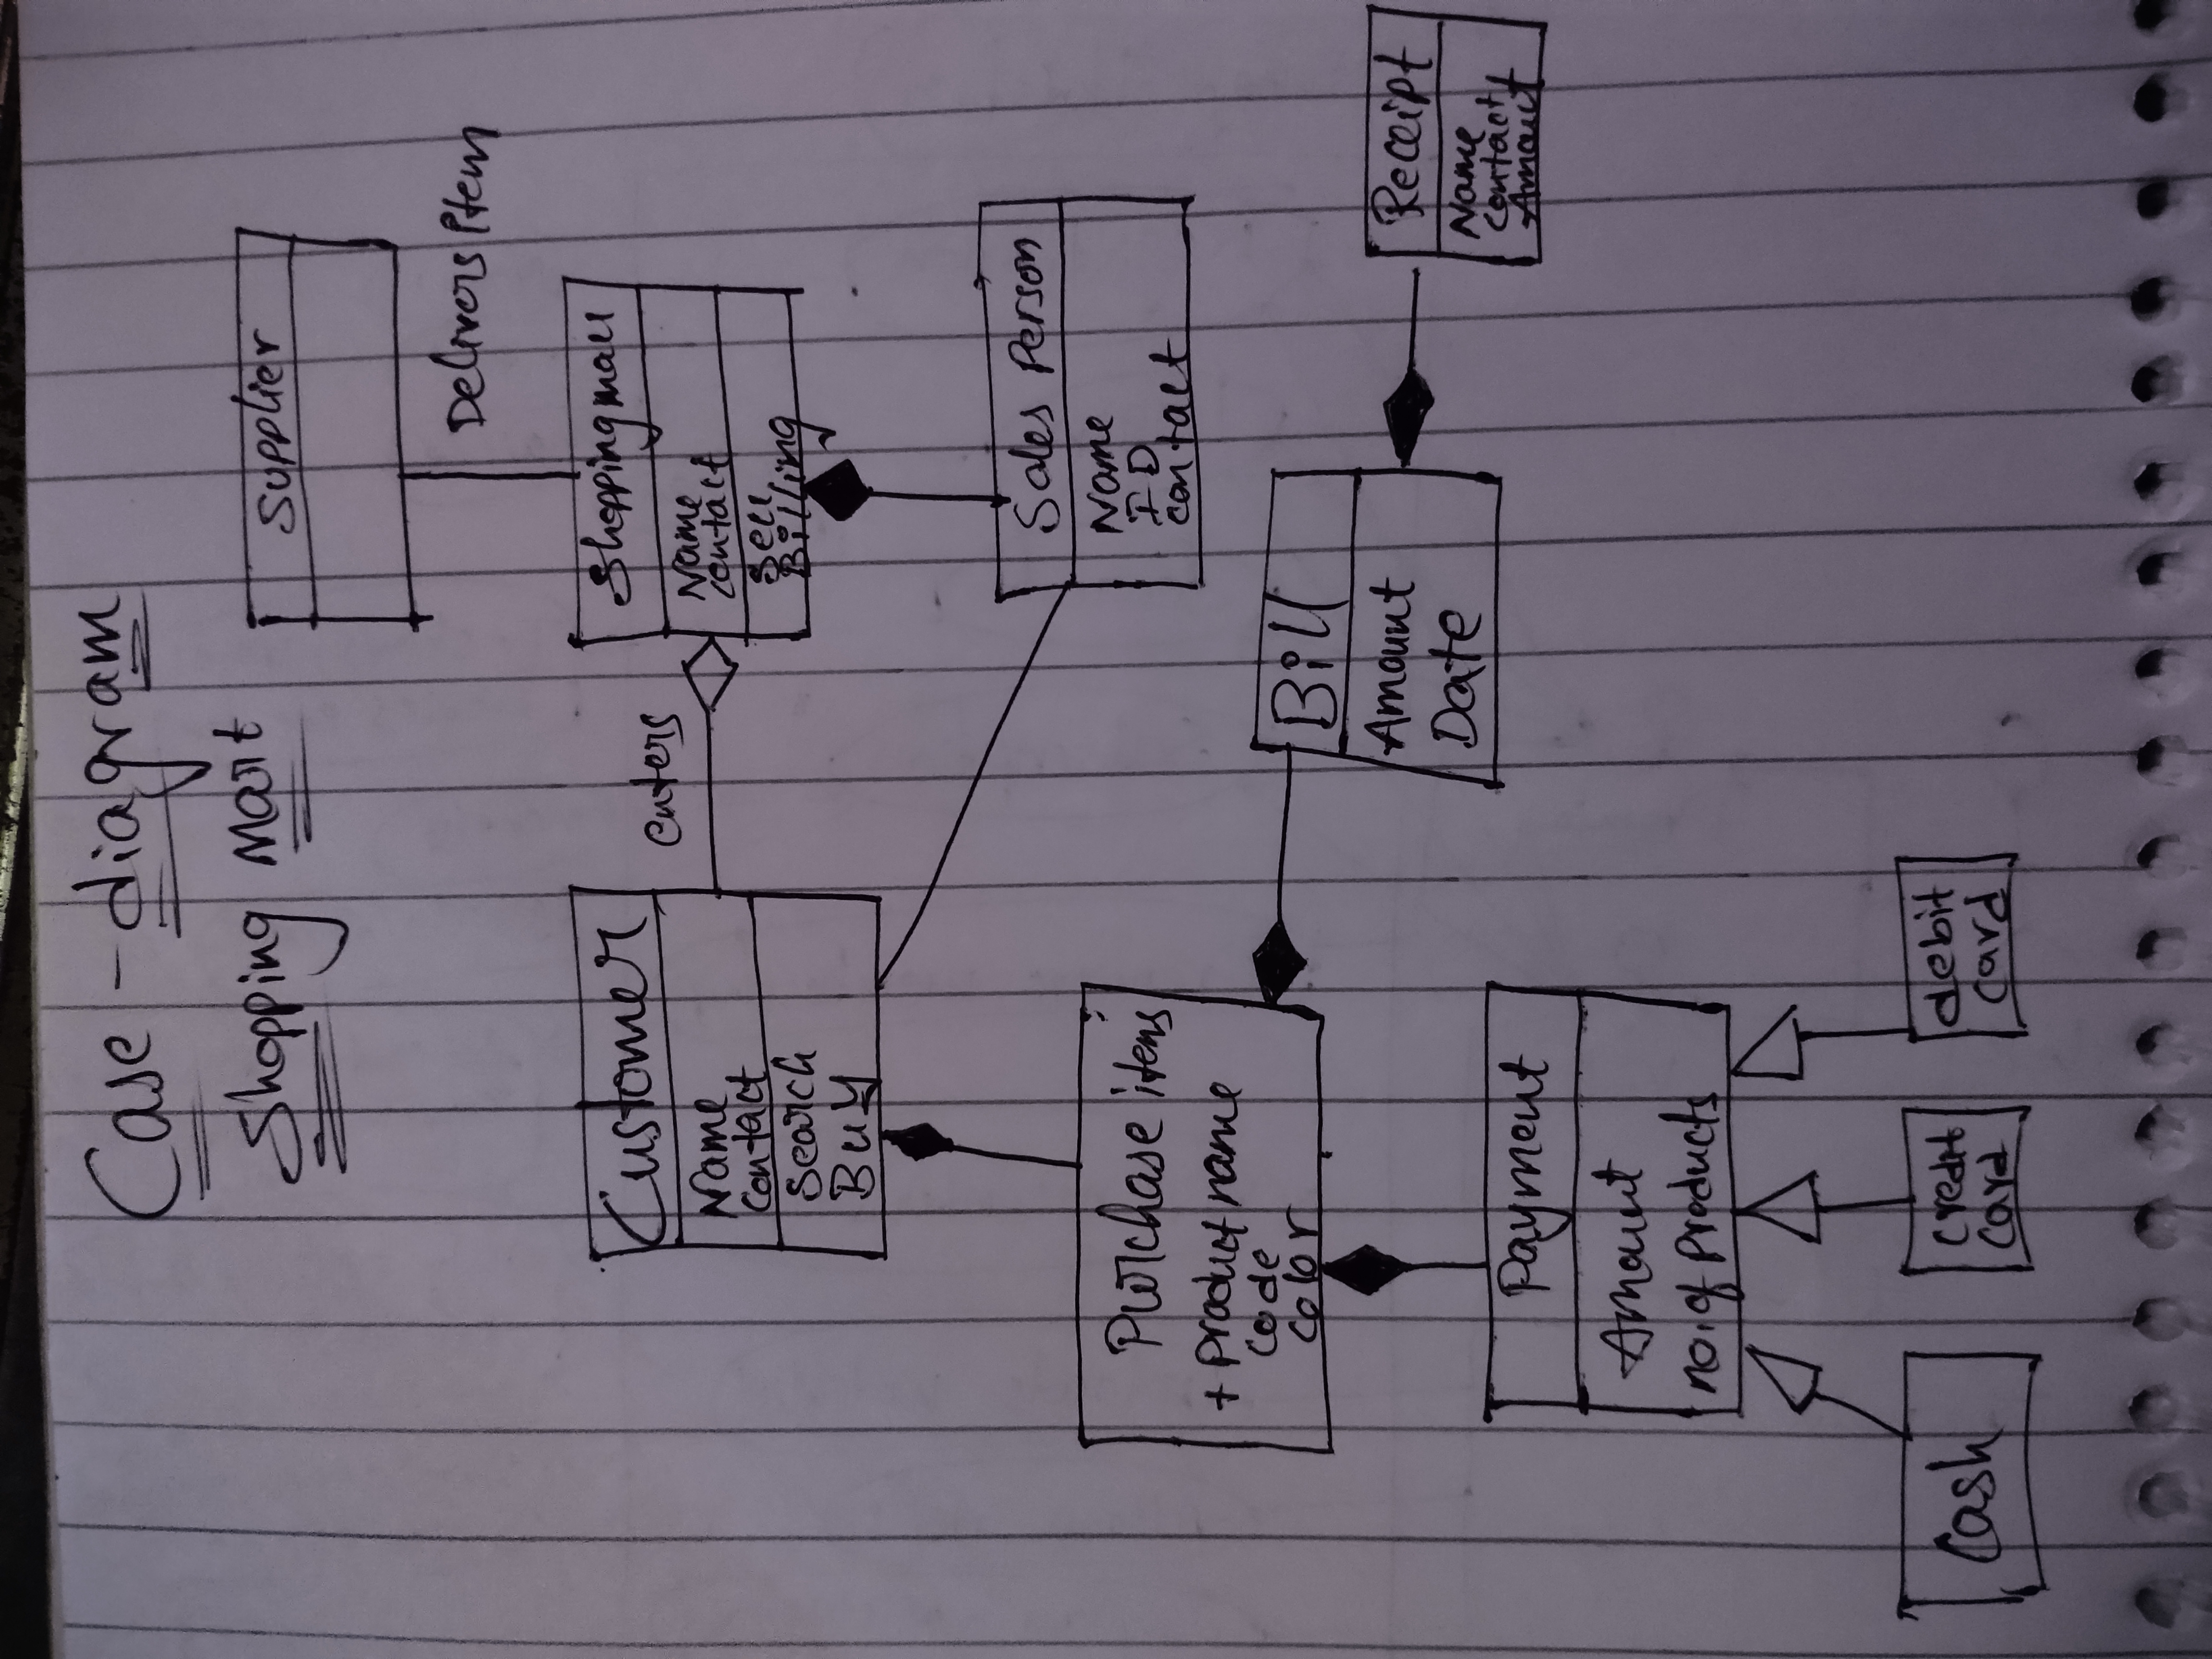 Case - diagram
Shopping Mart
Supplier
Delivers item
Customer
Name
contact
Search
Buy
enters
Shopping mall
Name
contact
Sell
Billing
Sales Person
Name
ID
contact
Purchase items
+ Product name
code
color
Bill
Amount
Date
Receipt
Name
contact
Amount
Payment
Amount
no. of Products
Cash
credit
card
debit
card